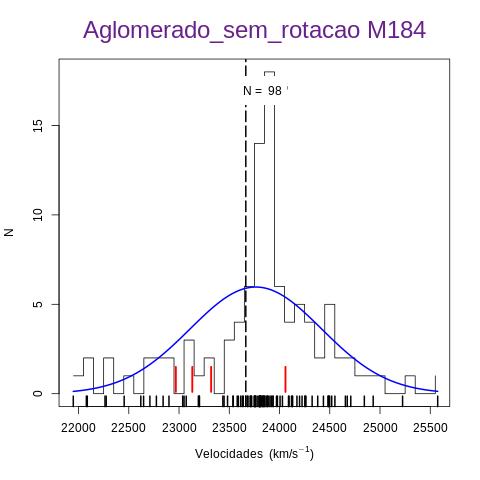 Aglomerado_sem_rotacao M184
N = 98
15
10
5
0
N
22000 22500 23000 23500 24000 24500 25000 25500
Velocidades (km/s⁻¹)